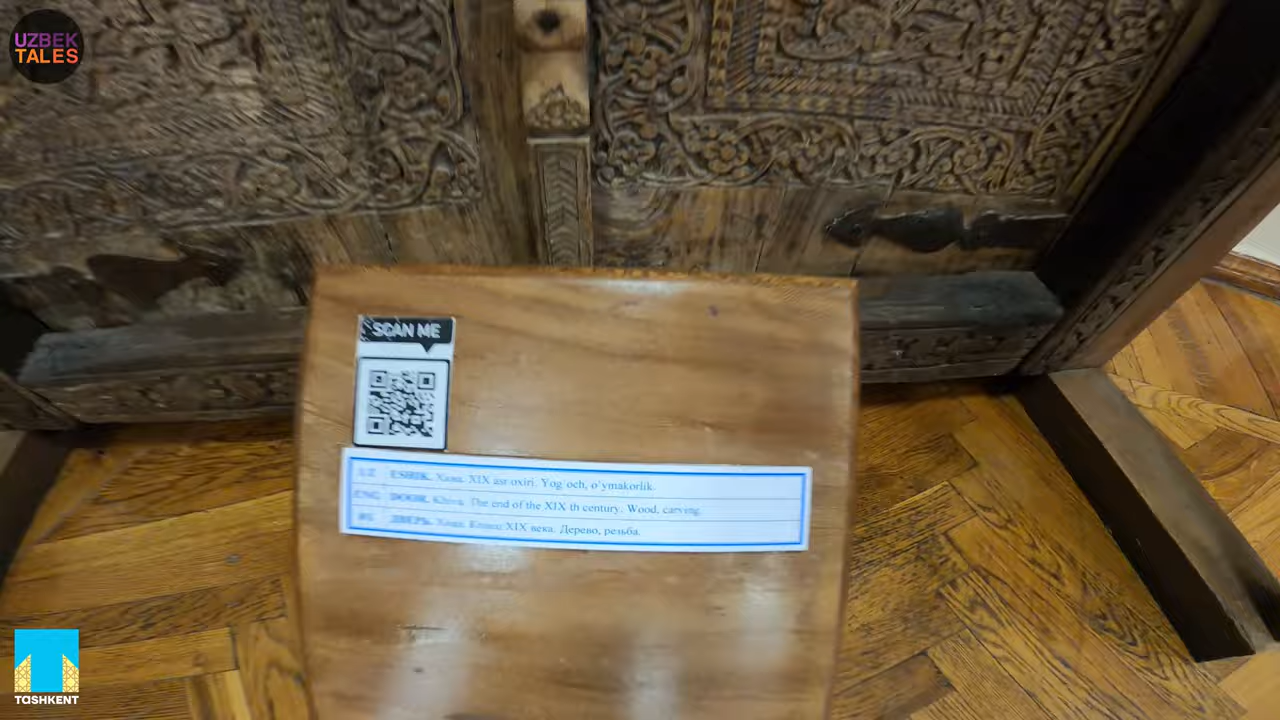 UZBEK
TALES
SCAN ME
UZ ESHIK. Xiva. XIX asr oxiri. Yog'och, o'ymakorlik.
ENG DOOR. Khiva. The end of the XIX th century. Wood, carving.
РУ ДВЕРЬ. Хива. Конец XIX века. Дерево, резьба.
TASHKENT